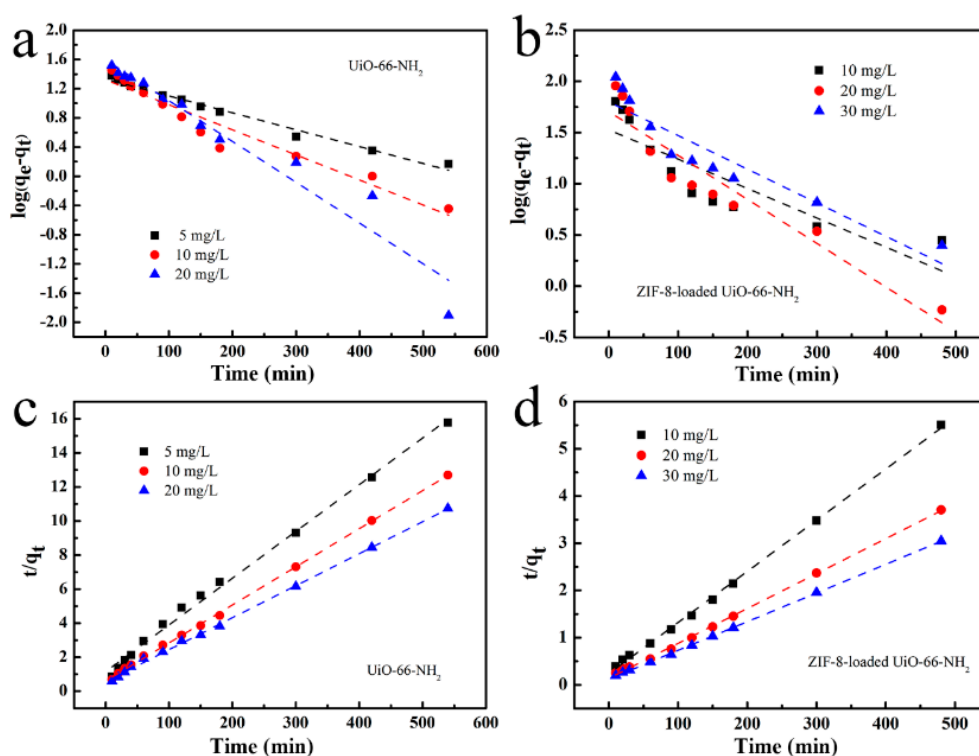 a
UiO-66-NH2
2.0
1.6
1.2
0.8
0.4
0.0
-0.4
-0.8
-1.2
-1.6
-2.0
log(qe-qt)
5 mg/L
10 mg/L
20 mg/L
0 100 200 300 400 500 600
Time (min)
b
10 mg/L
20 mg/L
30 mg/L
2.5
2.0
1.5
1.0
0.5
0.0
-0.5
log(qe-qt)
ZIF-8-loaded UiO-66-NH2
0 100 200 300 400 500
Time (min)
c
5 mg/L
10 mg/L
20 mg/L
16
14
12
10
8
6
4
2
0
t/qt
UiO-66-NH2
0 100 200 300 400 500 600
Time (min)
d
10 mg/L
20 mg/L
30 mg/L
6
5
4
3
2
1
0
t/qt
ZIF-8-loaded UiO-66-NH2
0 100 200 300 400 500
Time (min)